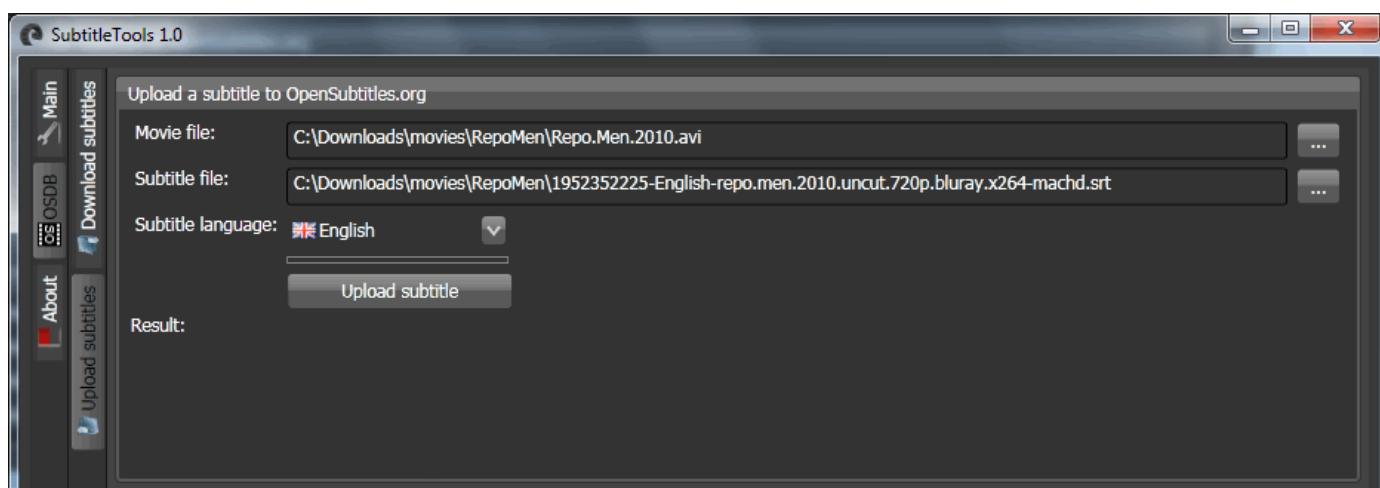 SubtitleTools 1.0
Main
OSDB
About
Download subtitles
Upload subtitles
Upload a subtitle to OpenSubtitles.org
Movie file:
C:\Downloads\movies\RepoMen\Repo.Men.2010.avi
...
Subtitle file:
C:\Downloads\movies\RepoMen\1952352225-English-repo.men.2010.uncut.720p.bluray.x264-machd.srt
...
Subtitle language:
English
Upload subtitle
Result: